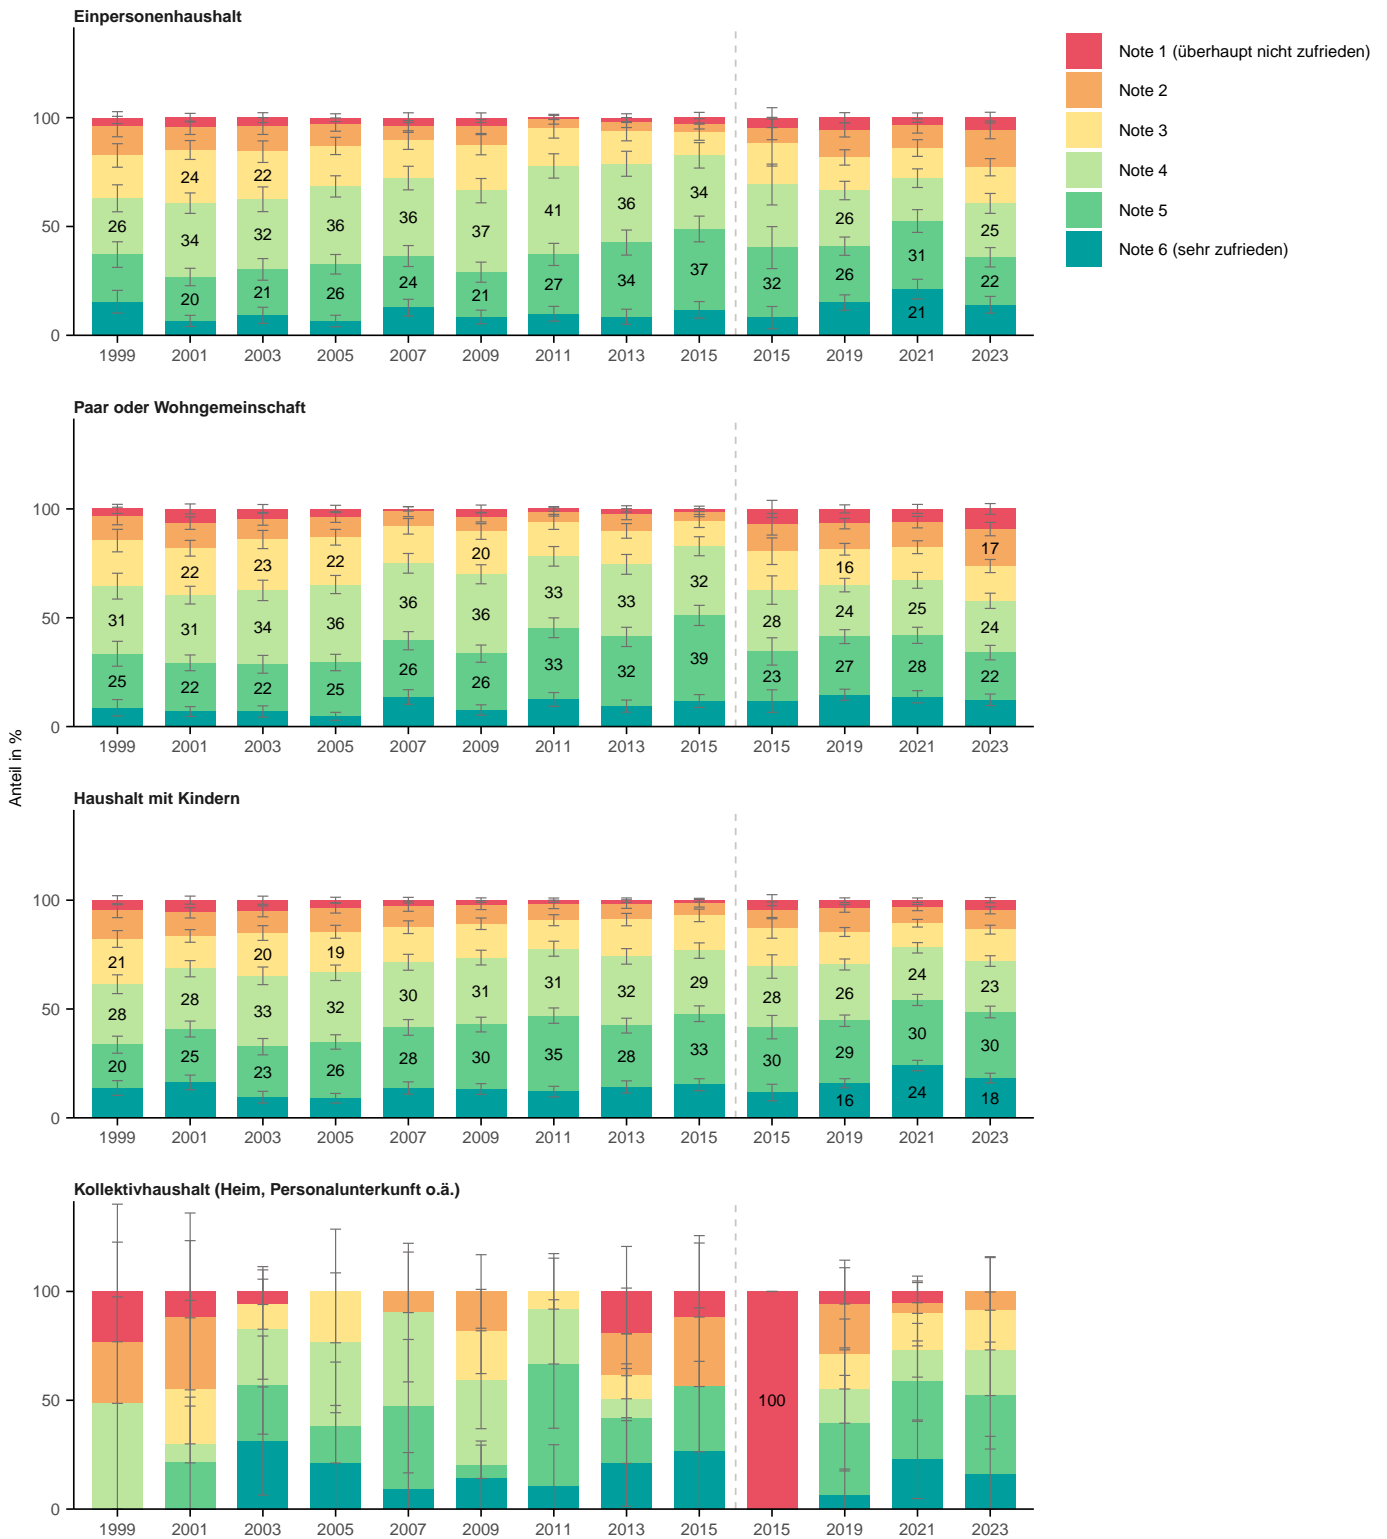 Einpersonenhaushalt
Note 1 (überhaupt nicht zufrieden)
Note 2
Note 3
Note 4
Note 5
Note 6 (sehr zufrieden)
100
50
0
24 22
26 34 32 36 36 37 41 36 34 26 25
20 21 26 24 21 27 34 37 32 26 31 22
21
1999 2001 2003 2005 2007 2009 2011 2013 2015 2015 2019 2021 2023
Paar oder Wohngemeinschaft
100
50
0
17
22 23 22 20 16
31 31 34 36 36 36 33 33 32 28 24 25 24
25 22 22 25 26 26 33 32 39 23 27 28 22
1999 2001 2003 2005 2007 2009 2011 2013 2015 2015 2019 2021 2023
Anteil in %
Haushalt mit Kindern
100
50
0
21 20 19
28 28 33 32 30 31 31 32 29 28 26 24 23
20 25 23 26 28 30 35 28 33 30 29 30 30
16 24 18
1999 2001 2003 2005 2007 2009 2011 2013 2015 2015 2019 2021 2023
Kollektivhaushalt (Heim, Personalunterkunft o.ä.)
100
50
0
100
1999 2001 2003 2005 2007 2009 2011 2013 2015 2015 2019 2021 2023